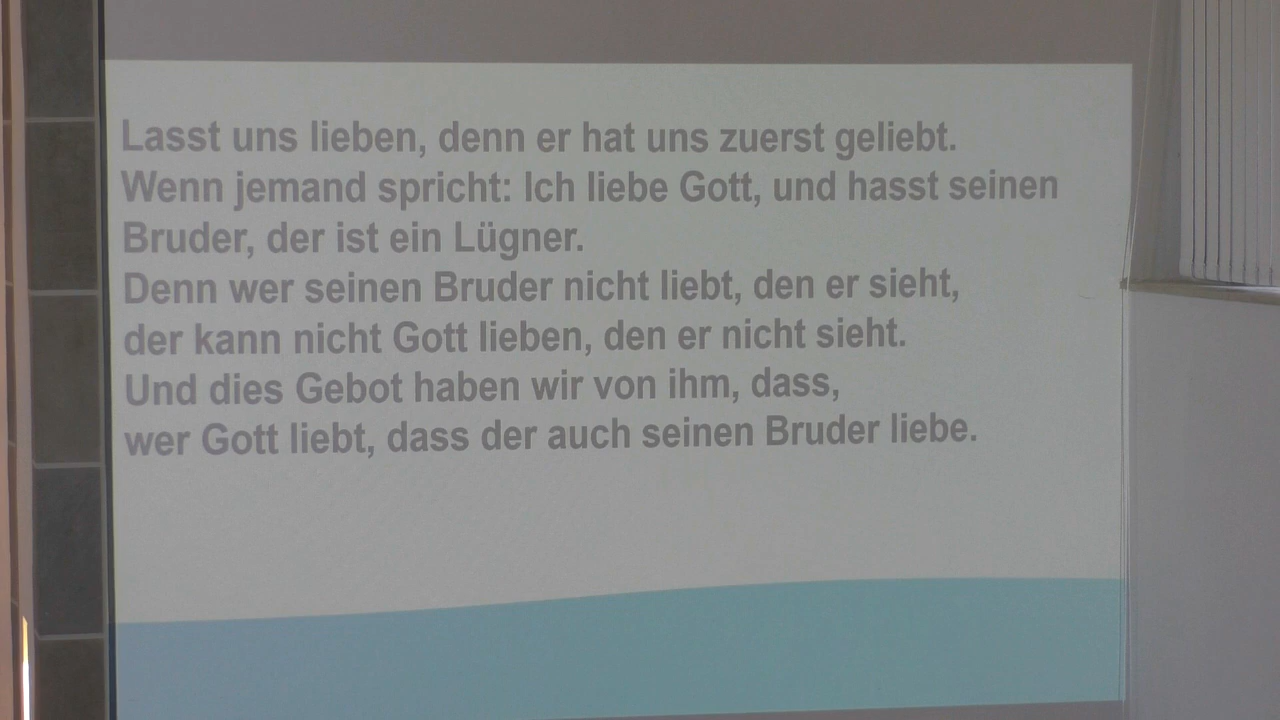 Lasst uns lieben, denn er hat uns zuerst geliebt.
Wenn jemand spricht: Ich liebe Gott, und hasst seinen
Bruder, der ist ein Lügner.
Denn wer seinen Bruder nicht liebt, den er sieht,
der kann nicht Gott lieben, den er nicht sieht.
Und dies Gebot haben wir von ihm, dass,
wer Gott liebt, dass der auch seinen Bruder liebe.